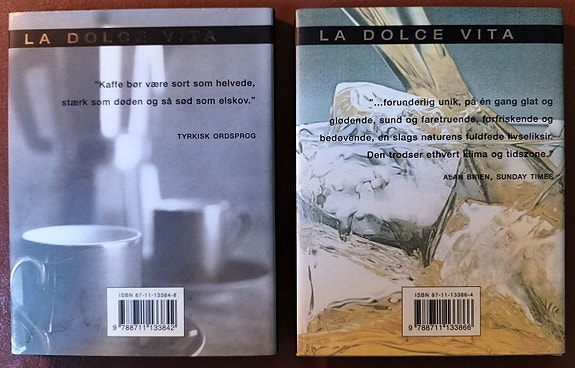 LA DOLCE VITA
"Kaffe bør være sort som helvede,
stærk som døden og så sød som elskov."
TYRKISK ORDSPROG
ISBN 87-11-13384-8
9 788711 133842
LA DOLCE VITA
"...forunderlig unik, på én gang glat og
glødende, sund og faretruende, forfriskende og
bedøvende, en slags naturens fuldfede livseliksir.
Den trodser ethvert klima og tidszone."
ALAN BRIEN, SUNDAY TIMES
ISBN 87-11-13386-4
9 788711 133866